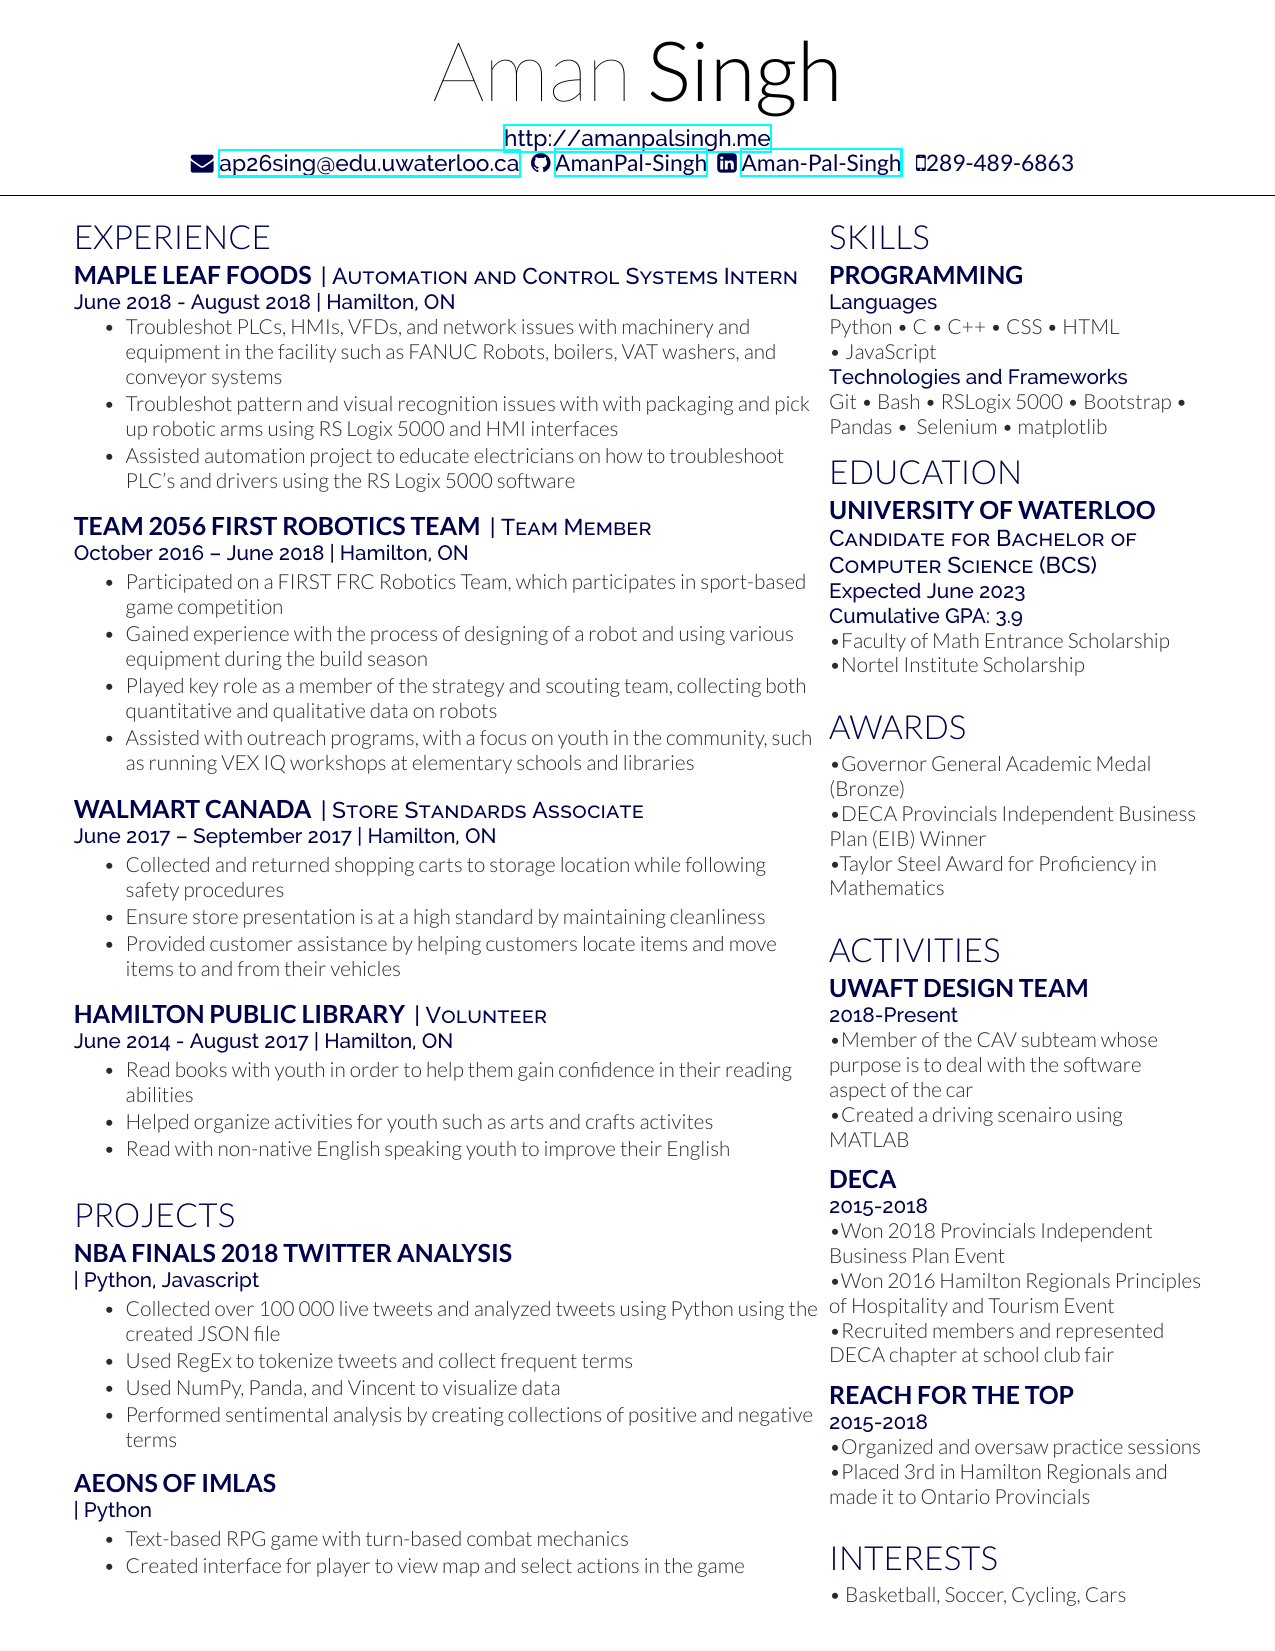 Aman Singh
http://amanpalsingh.me
ap26sing@edu.uwaterloo.ca AmanPal-Singh Aman-Pal-Singh 289-489-6863
EXPERIENCE
MAPLE LEAF FOODS | AUTOMATION AND CONTROL SYSTEMS INTERN
June 2018 - August 2018 | Hamilton, ON
• Troubleshot PLCs, HMIs, VFDs, and network issues with machinery and
equipment in the facility such as FANUC Robots, boilers, VAT washers, and
conveyor systems
• Troubleshot pattern and visual recognition issues with with packaging and pick
up robotic arms using RS Logix 5000 and HMI interfaces
• Assisted automation project to educate electricians on how to troubleshoot
PLC's and drivers using the RS Logix 5000 software
TEAM 2056 FIRST ROBOTICS TEAM | TEAM MEMBER
October 2016 – June 2018 | Hamilton, ON
• Participated on a FIRST FRC Robotics Team, which participates in sport-based
game competition
• Gained experience with the process of designing of a robot and using various
equipment during the build season
• Played key role as a member of the strategy and scouting team, collecting both
quantitative and qualitative data on robots
• Assisted with outreach programs, with a focus on youth in the community, such
as running VEX IQ workshops at elementary schools and libraries
WALMART CANADA | STORE STANDARDS ASSOCIATE
June 2017 – September 2017 | Hamilton, ON
• Collected and returned shopping carts to storage location while following
safety procedures
• Ensure store presentation is at a high standard by maintaining cleanliness
• Provided customer assistance by helping customers locate items and move
items to and from their vehicles
HAMILTON PUBLIC LIBRARY | VOLUNTEER
June 2014 - August 2017 | Hamilton, ON
• Read books with youth in order to help them gain confidence in their reading
abilities
• Helped organize activities for youth such as arts and crafts activites
• Read with non-native English speaking youth to improve their English
PROJECTS
NBA FINALS 2018 TWITTER ANALYSIS
| Python, Javascript
• Collected over 100 000 live tweets and analyzed tweets using Python using the
created JSON file
• Used RegEx to tokenize tweets and collect frequent terms
• Used NumPy, Panda, and Vincent to visualize data
• Performed sentimental analysis by creating collections of positive and negative
terms
AEONS OF IMLAS
| Python
• Text-based RPG game with turn-based combat mechanics
• Created interface for player to view map and select actions in the game
SKILLS
PROGRAMMING
Languages
Python • C • C++ • CSS • HTML
• JavaScript
Technologies and Frameworks
Git • Bash • RSLogix 5000 • Bootstrap •
Pandas • Selenium • matplotlib
EDUCATION
UNIVERSITY OF WATERLOO
CANDIDATE FOR BACHELOR OF
COMPUTER SCIENCE (BCS)
Expected June 2023
Cumulative GPA: 3.9
•Faculty of Math Entrance Scholarship
•Nortel Institute Scholarship
AWARDS
•Governor General Academic Medal
(Bronze)
•DECA Provincials Independent Business
Plan (EIB) Winner
•Taylor Steel Award for Proficiency in
Mathematics
ACTIVITIES
UWAFT DESIGN TEAM
2018-Present
•Member of the CAV subteam whose
purpose is to deal with the software
aspect of the car
•Created a driving scenairo using
MATLAB
DECA
2015-2018
•Won 2018 Provincials Independent
Business Plan Event
•Won 2016 Hamilton Regionals Principles
of Hospitality and Tourism Event
•Recruited members and represented
DECA chapter at school club fair
REACH FOR THE TOP
2015-2018
•Organized and oversaw practice sessions
•Placed 3rd in Hamilton Regionals and
made it to Ontario Provincials
INTERESTS
• Basketball, Soccer, Cycling, Cars